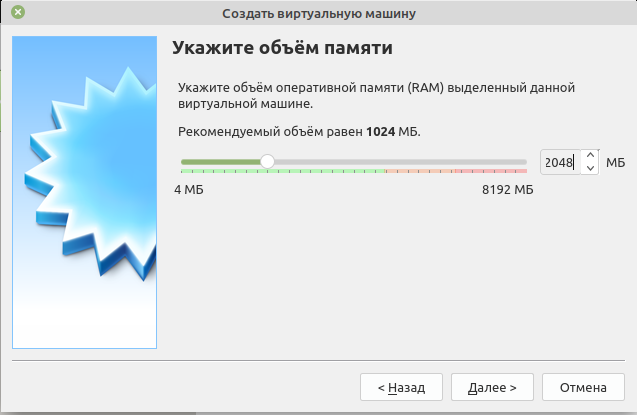 Создать виртуальную машину
Укажите объём памяти
Укажите объём оперативной памяти (RAM) выделенный данной
виртуальной машине.
Рекомендуемый объём равен 1024 МБ.
2048 МБ
4 МБ 8192 МБ
< Назад Далее > Отмена